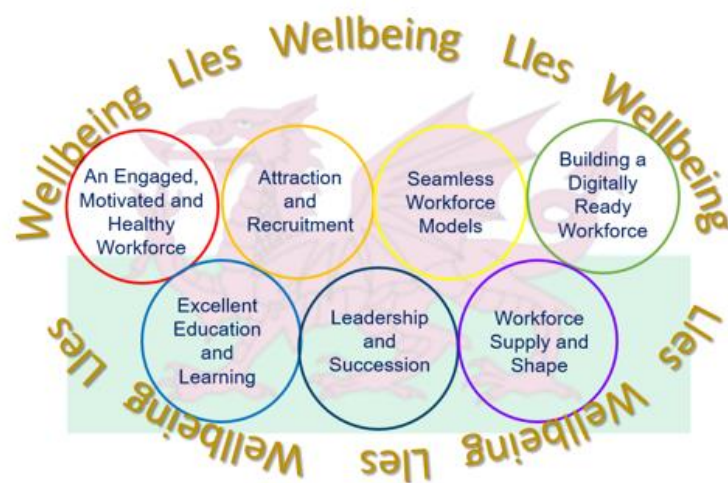 Wellbeing Lles Wellbeing Lles Wellbeing
An Engaged,
Motivated and
Healthy
Workforce
Attraction
and
Recruitment
Seamless
Workforce
Models
Building a
Digitally
Ready
Workforce
Excellent
Education
and
Learning
Leadership
and
Succession
Workforce
Supply and
Shape
Lles Wellbeing Lles Wellbeing Lles